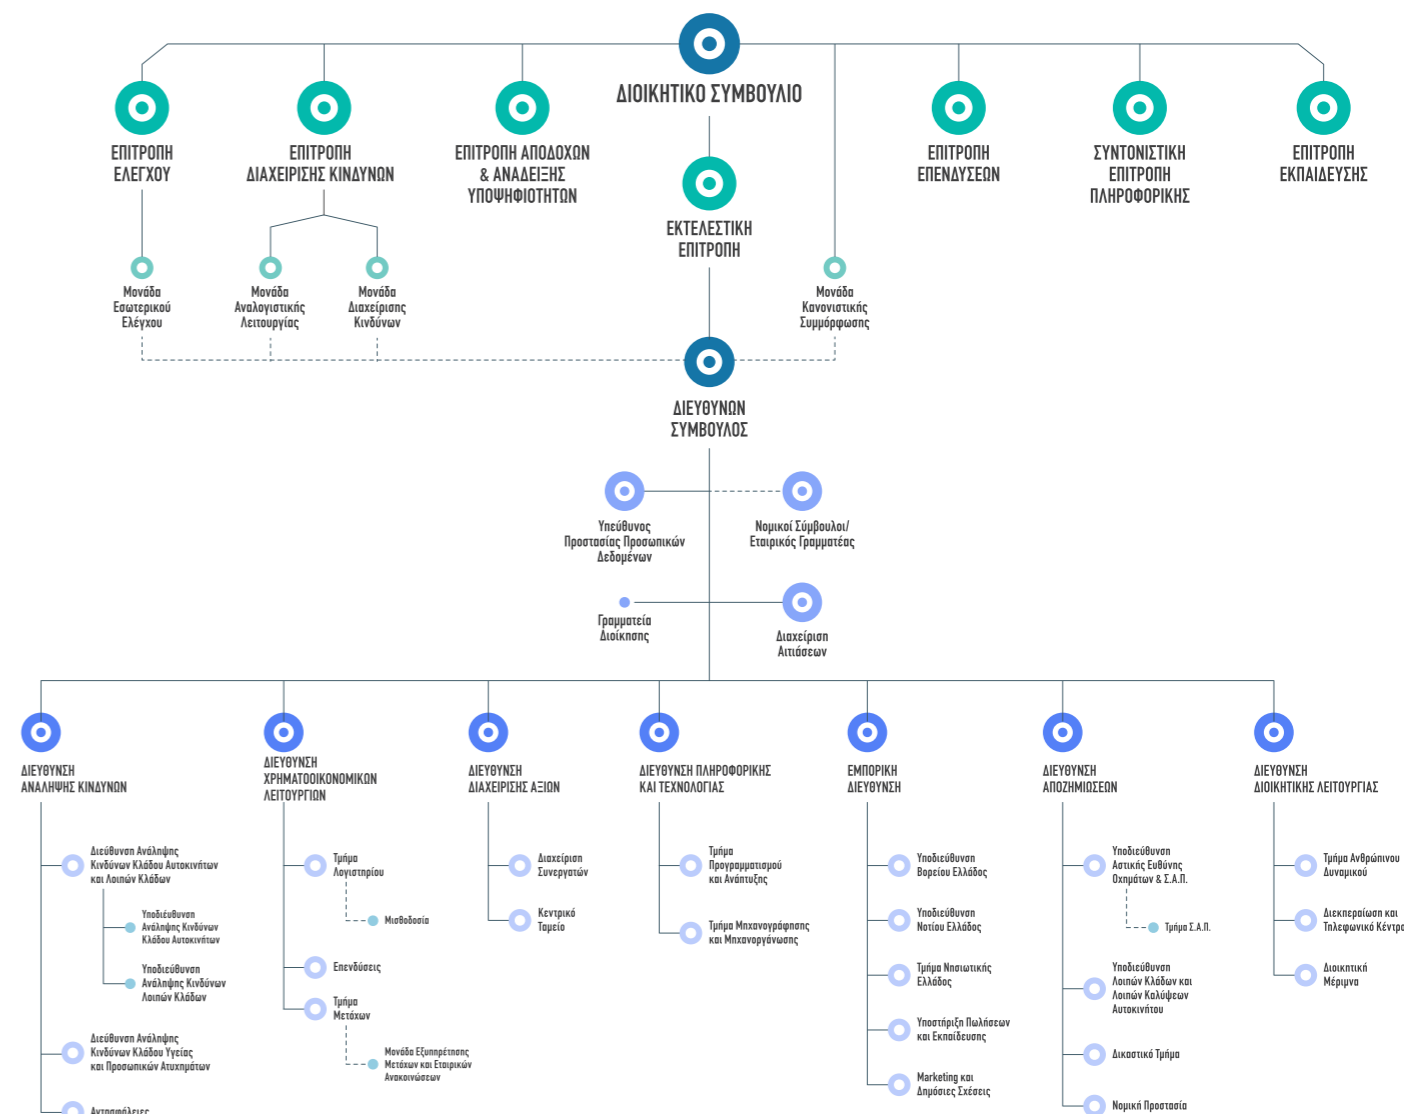 ΔΙΟΙΚΗΤΙΚΟ ΣΥΜΒΟΥΛΙΟ
ΕΠΙΤΡΟΠΗ
ΕΛΕΓΧΟΥ
ΕΠΙΤΡΟΠΗ
ΔΙΑΧΕΙΡΙΣΗΣ ΚΙΝΔΥΝΩΝ
ΕΠΙΤΡΟΠΗ ΑΠΟΔΟΧΩΝ
& ΑΝΑΔΕΙΞΗΣ
ΥΠΟΨΗΦΙΟΤΗΤΩΝ
ΕΠΙΤΡΟΠΗ
ΕΠΕΝΔΥΣΕΩΝ
ΣΥΝΤΟΝΙΣΤΙΚΗ
ΕΠΙΤΡΟΠΗ
ΠΛΗΡΟΦΟΡΙΚΗΣ
ΕΠΙΤΡΟΠΗ
ΕΚΠΑΙΔΕΥΣΗΣ
ΕΚΤΕΛΕΣΤΙΚΗ
ΕΠΙΤΡΟΠΗ
Μονάδα
Εσωτερικού
Ελέγχου
Μονάδα
Αναλογιστικής
Λειτουργίας
Μονάδα
Διαχείρισης
Κινδύνων
Μονάδα
Κανονιστικής
Συμμόρφωσης
ΔΙΕΥΘΥΝΩΝ
ΣΥΜΒΟΥΛΟΣ
Υπεύθυνος
Προστασίας Προσωπικών
Δεδομένων
Νομικοί Σύμβουλοι/
Εταιρικός Γραμματέας
Γραμματεία
Διοίκησης
Διαχείριση
Αιτιάσεων
ΔΙΕΥΘΥΝΣΗ
ΑΝΑΛΗΨΗΣ ΚΙΝΔΥΝΩΝ
Διεύθυνση Ανάληψης
Κινδύνων Κλάδου Αυτοκινήτων
και Λοιπών Κλάδων
Υποδιέυθυνση
Ανάληψης Κινδύνων
Κλάδου Αυτοκινήτων
Υποδιεύθυνση
Ανάληψης Κινδύνων
Λοιπών Κλάδων
Διεύθυνση Ανάληψης
Κινδύνων Κλάδου Υγείας
και Προσωπικών Ατυχημάτων
Αντασφάλειες
ΔΙΕΥΘΥΝΣΗ
ΧΡΗΜΑΤΟΟΙΚΟΝΟΜΙΚΩΝ
ΛΕΙΤΟΥΡΓΙΩΝ
Τμήμα
Λογιστηρίου
Μισθοδοσία
Επενδύσεις
Τμήμα
Μετόχων
Μονάδα Εξυπηρέτησης
Μετόχων και Εταιρικών
Ανακοινώσεων
ΔΙΕΥΘΥΝΣΗ
ΔΙΑΧΕΙΡΙΣΗΣ ΑΞΙΩΝ
Διαχείριση
Συνεργατών
Κεντρικό
Ταμείο
ΔΙΕΥΘΥΝΣΗ ΠΛΗΡΟΦΟΡΙΚΗΣ
ΚΑΙ ΤΕΧΝΟΛΟΓΙΑΣ
Τμήμα
Προγραμματισμού
και Ανάπτυξης
Τμήμα Μηχανογράφησης
και Μηχανοργάνωσης
ΕΜΠΟΡΙΚΗ
ΔΙΕΥΘΥΝΣΗ
Υποδιεύθυνση
Βορείου Ελλάδος
Υποδιεύθυνση
Νοτίου Ελλάδος
Τμήμα Νησιωτικής
Ελλάδος
Υποστήριξη Πωλήσεων
και Εκπαίδευσης
Marketing και
Δημόσιες Σχέσεις
ΔΙΕΥΘΥΝΣΗ
ΑΠΟΖΗΜΙΩΣΕΩΝ
Υποδιεύθυνση
Αστικής Ευθύνης
Οχημάτων & Σ.Α.Π.
Τμήμα Σ.Α.Π.
Υποδιεύθυνση
Λοιπών Κλάδων και
Λοιπών Καλύψεων
Αυτοκινήτου
Δικαστικό Τμήμα
Νομική Προστασία
ΔΙΕΥΘΥΝΣΗ
ΔΙΟΙΚΗΤΙΚΗΣ ΛΕΙΤΟΥΡΓΙΑΣ
Τμήμα Ανθρώπινου
Δυναμικού
Διεκπεραίωση και
Τηλεφωνικό Κέντρο
Διοικητική
Μέριμνα